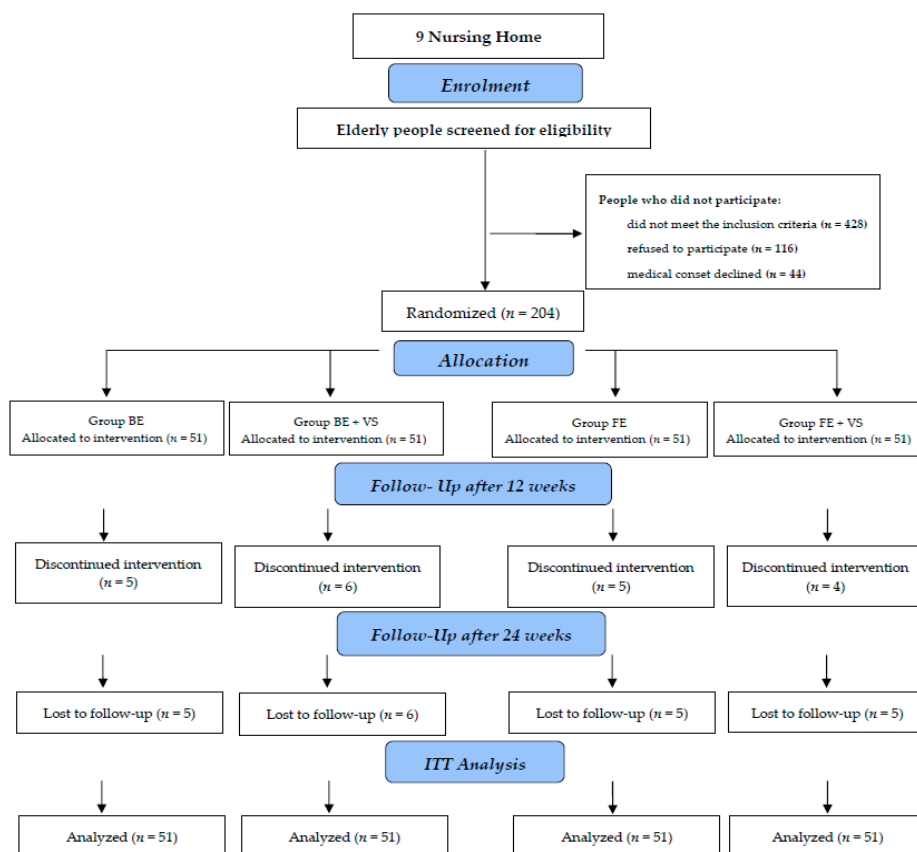 9 Nursing Home
Enrolment
Elderly people screened for eligibility
People who did not participate:
did not meet the inclusion criteria (n = 428)
refused to participate (n = 116)
medical conset declined (n = 44)
Randomized (n = 204)
Allocation
Group BE
Allocated to intervention (n = 51)
Group BE + VS
Allocated to intervention (n = 51)
Group FE
Allocated to intervention (n = 51)
Group FE + VS
Allocated to intervention (n = 51)
Follow- Up after 12 weeks
Discontinued intervention
(n = 5)
Discontinued intervention
(n = 6)
Discontinued intervention
(n = 5)
Discontinued intervention
(n = 4)
Follow-Up after 24 weeks
Lost to follow-up (n = 5)
Lost to follow-up (n = 6)
Lost to follow-up (n = 5)
Lost to follow-up (n = 5)
ITT Analysis
Analyzed (n = 51)
Analyzed (n = 51)
Analyzed (n = 51)
Analyzed (n = 51)